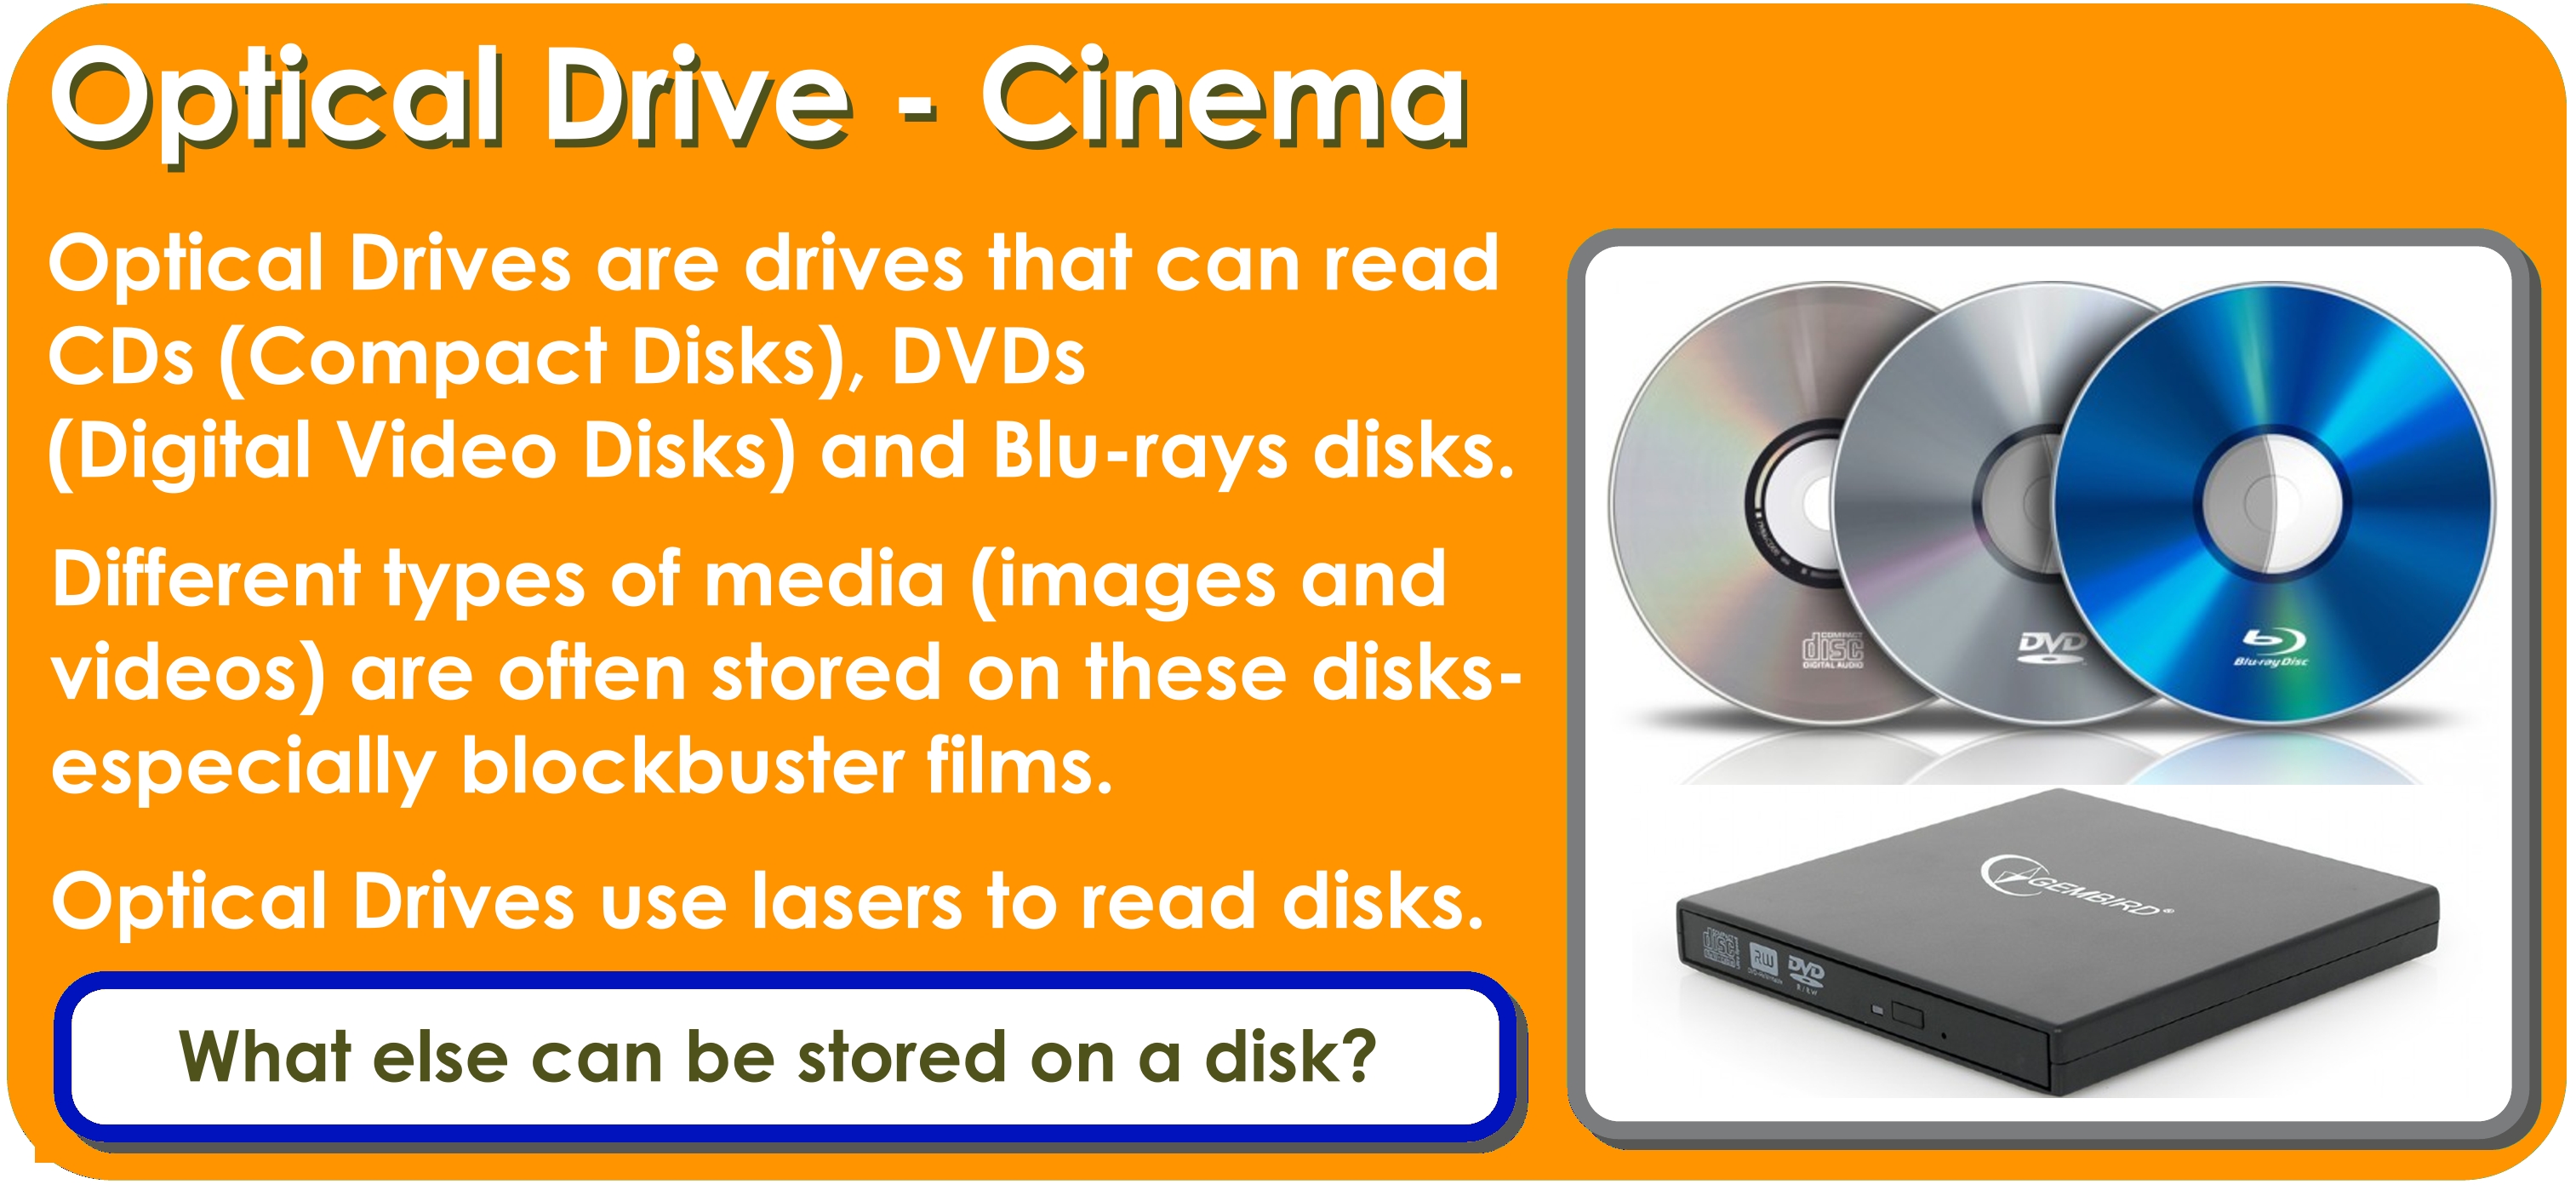 Optical Drive - Cinema
Optical Drives are drives that can read
CDs (Compact Disks), DVDs
(Digital Video Disks) and Blu-rays disks.
Different types of media (images and
videos) are often stored on these disks-
especially blockbuster films.
Optical Drives use lasers to read disks.
What else can be stored on a disk?
COMPACT
disc
DIGITAL AUDIO
DVD
Blu-ray Disc
GEMBIRD®
disc
RW
DVD
R/RW